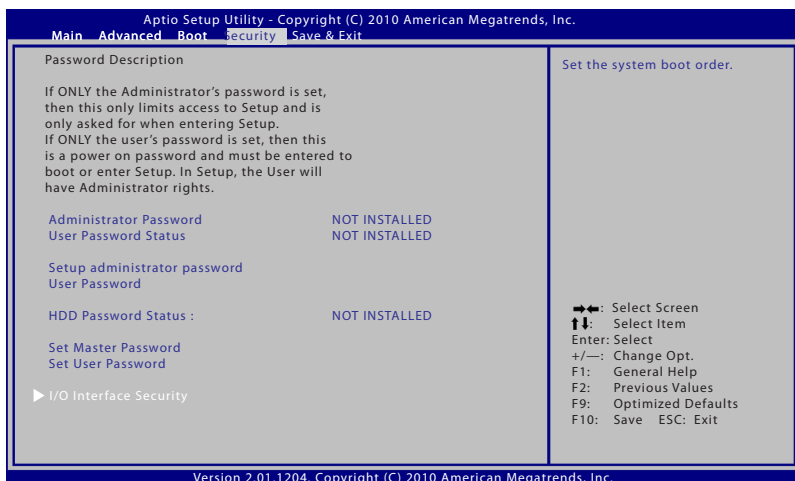 Aptio Setup Utility - Copyright (C) 2010 American Megatrends, Inc.
Main Advanced Boot Security Save & Exit
Password Description
If ONLY the Administrator's password is set,
then this only limits access to Setup and is
only asked for when entering Setup.
If ONLY the user's password is set, then this
is a power on password and must be entered to
boot or enter Setup. In Setup, the User will
have Administrator rights.
Administrator Password NOT INSTALLED
User Password Status NOT INSTALLED
Setup administrator password
User Password
HDD Password Status : NOT INSTALLED
Set Master Password
Set User Password
I/O Interface Security
Set the system boot order.
→←: Select Screen
↑↓: Select Item
Enter: Select
+/—: Change Opt.
F1: General Help
F2: Previous Values
F9: Optimized Defaults
F10: Save ESC: Exit
Version 2.01.1204. Copyright (C) 2010 American Megatrends, Inc.